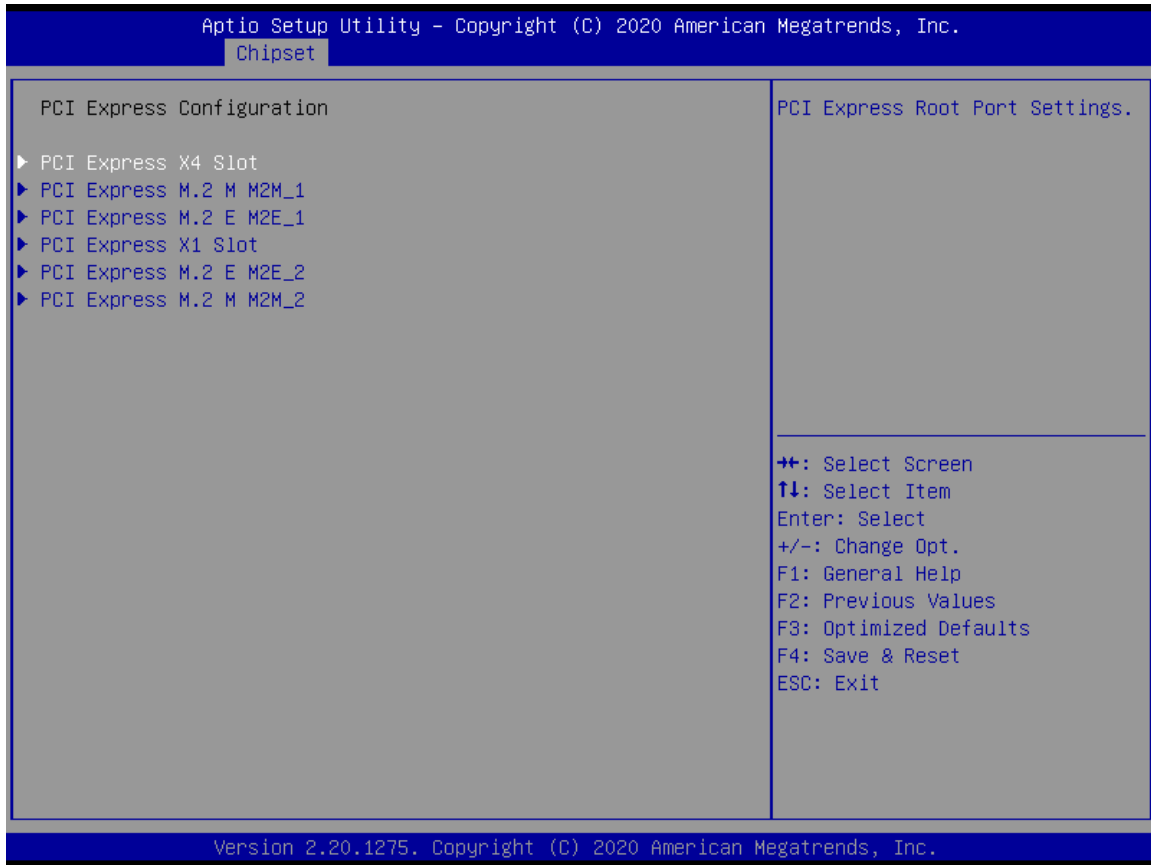 Aptio Setup Utility – Copyright (C) 2020 American Megatrends, Inc.
Chipset
PCI Express Configuration
PCI Express X4 Slot
PCI Express M.2 M M2M_1
PCI Express M.2 E M2E_1
PCI Express X1 Slot
PCI Express M.2 E M2E_2
PCI Express M.2 M M2M_2
PCI Express Root Port Settings.
→←: Select Screen
↑↓: Select Item
Enter: Select
+/-: Change Opt.
F1: General Help
F2: Previous Values
F3: Optimized Defaults
F4: Save & Reset
ESC: Exit
Version 2.20.1275. Copyright (C) 2020 American Megatrends, Inc.